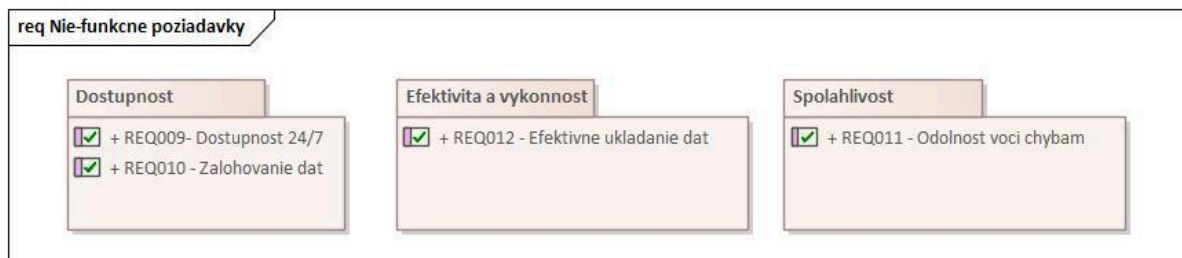 req Nie-funkcne poziadavky
Dostupnost
+ REQ009- Dostupnost 24/7
+ REQ010 - Zalohovanie dat
Efektivita a vykonnost
+ REQ012 - Efektivne ukladanie dat
Spolahlivost
+ REQ011 - Odolnost voci chybam